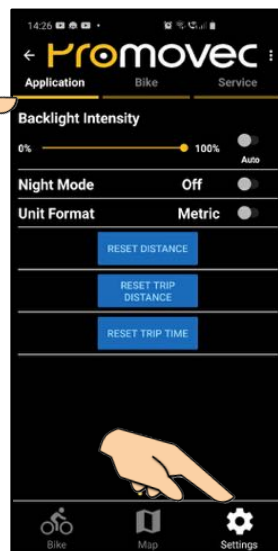 14:26
Promovec
Application Bike Service
Backlight Intensity
0% 100%
Auto
Night Mode Off
Unit Format Metric
RESET DISTANCE
RESET TRIP
DISTANCE
RESET TRIP TIME
Bike Map Settings